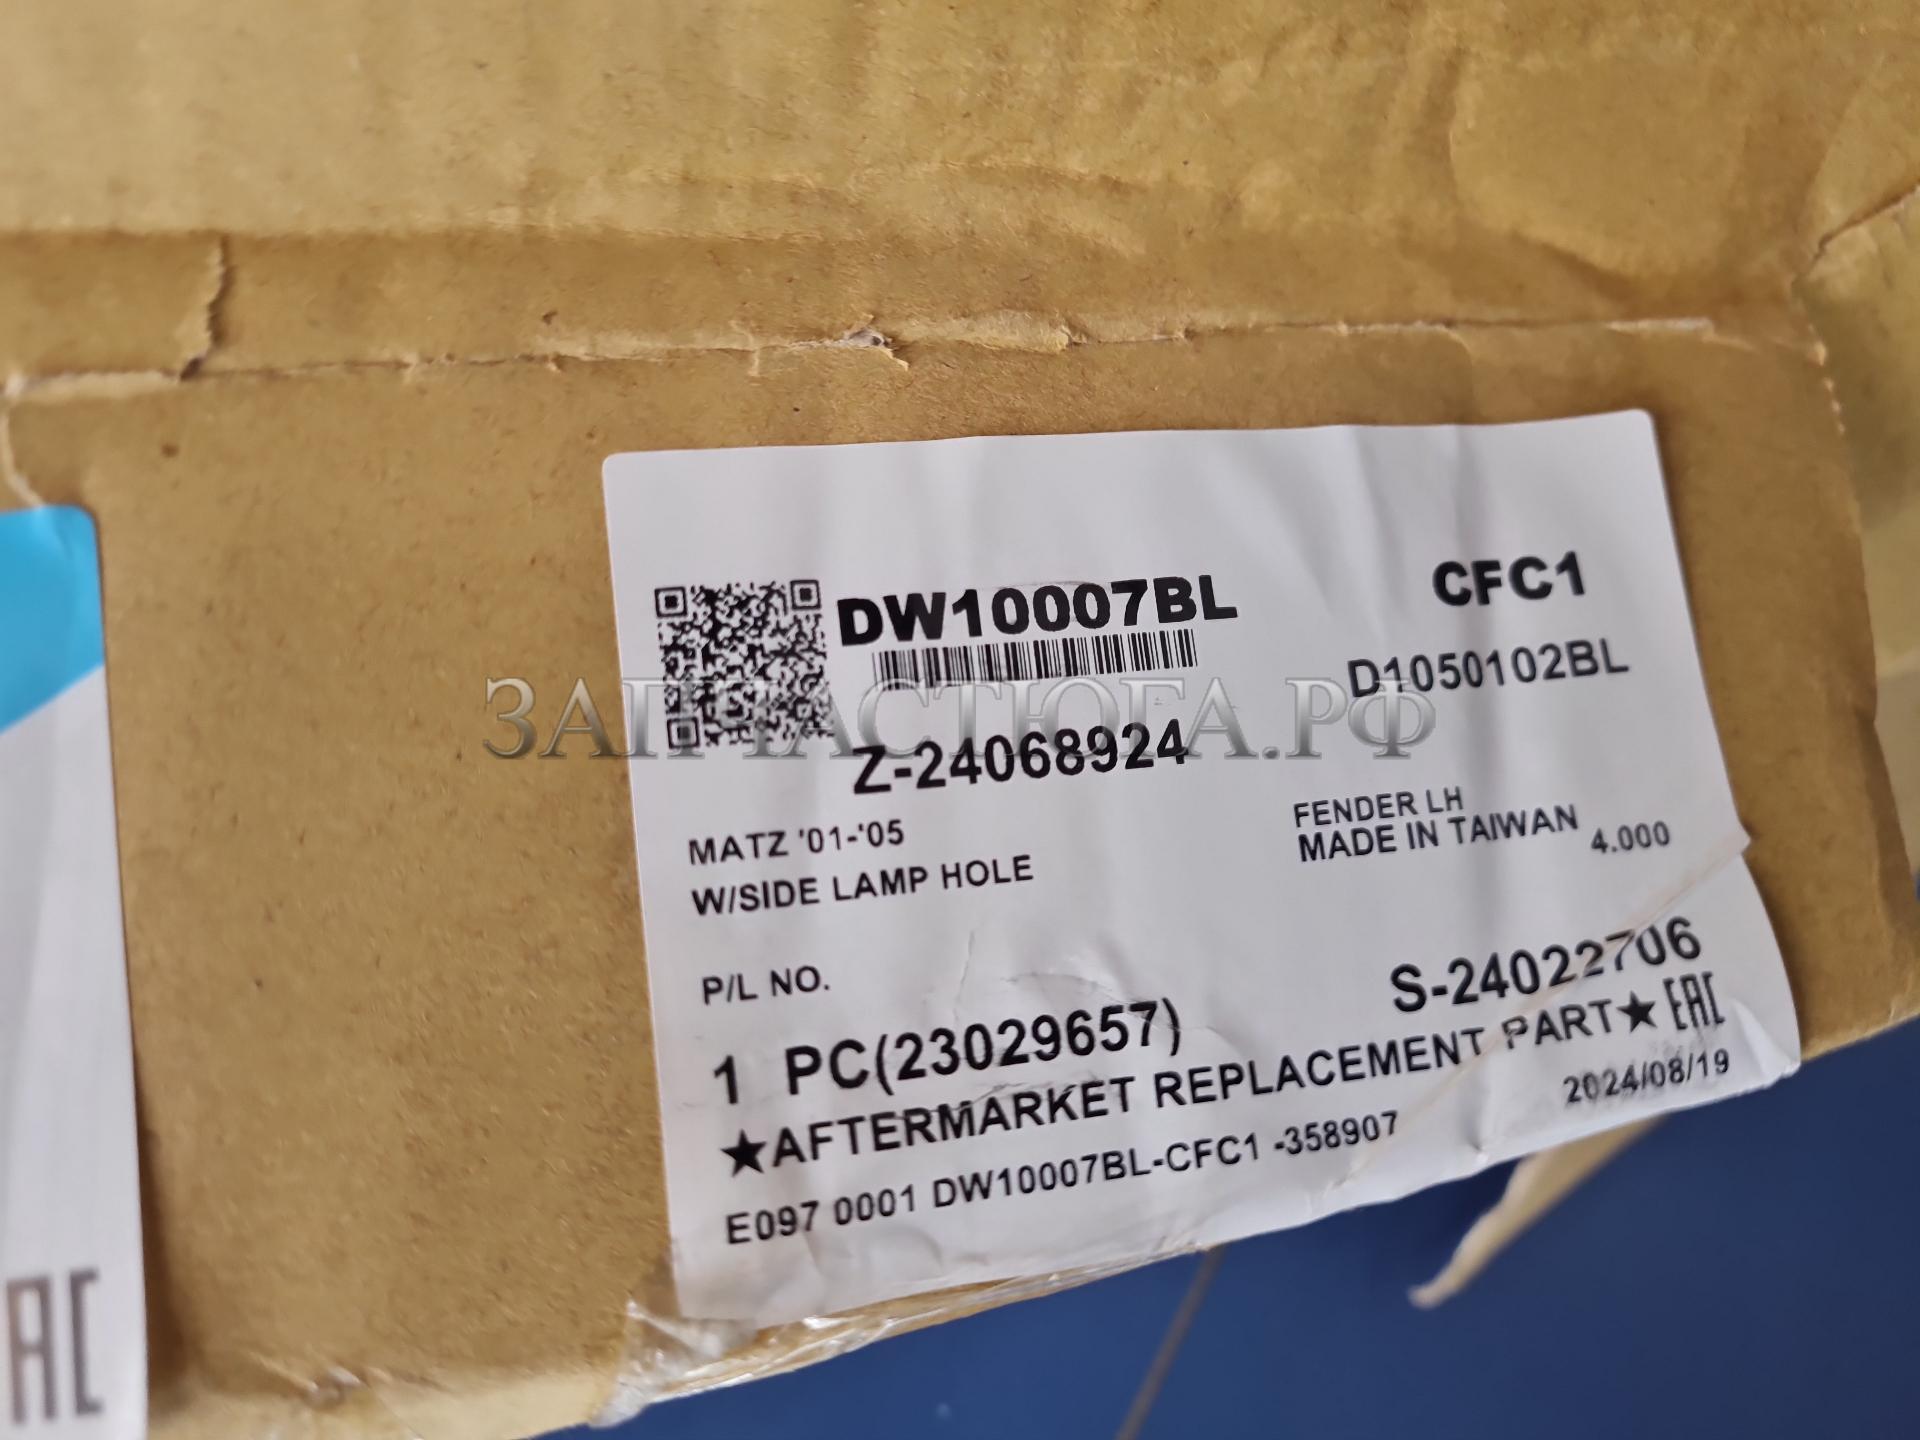 DW10007BL
CFC1
D1050102BL
ЗАПЧАСТЮГА.РФ
Z-24068924
MATZ '01-'05
W/SIDE LAMP HOLE
FENDER LH
MADE IN TAIWAN
4.000
P/L NO.
S-24022706
1 PC(23029657)
★AFTERMARKET REPLACEMENT PART★ EAC
2024/08/19
E097 0001 DW10007BL-CFC1 -358907
AC